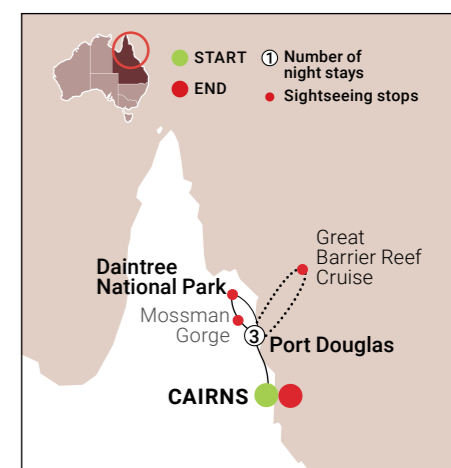 START
END
1 Number of
night stays
Sightseeing stops
Great
Barrier Reef
Cruise
Daintree
National Park
Mossman
Gorge
3
Port Douglas
CAIRNS